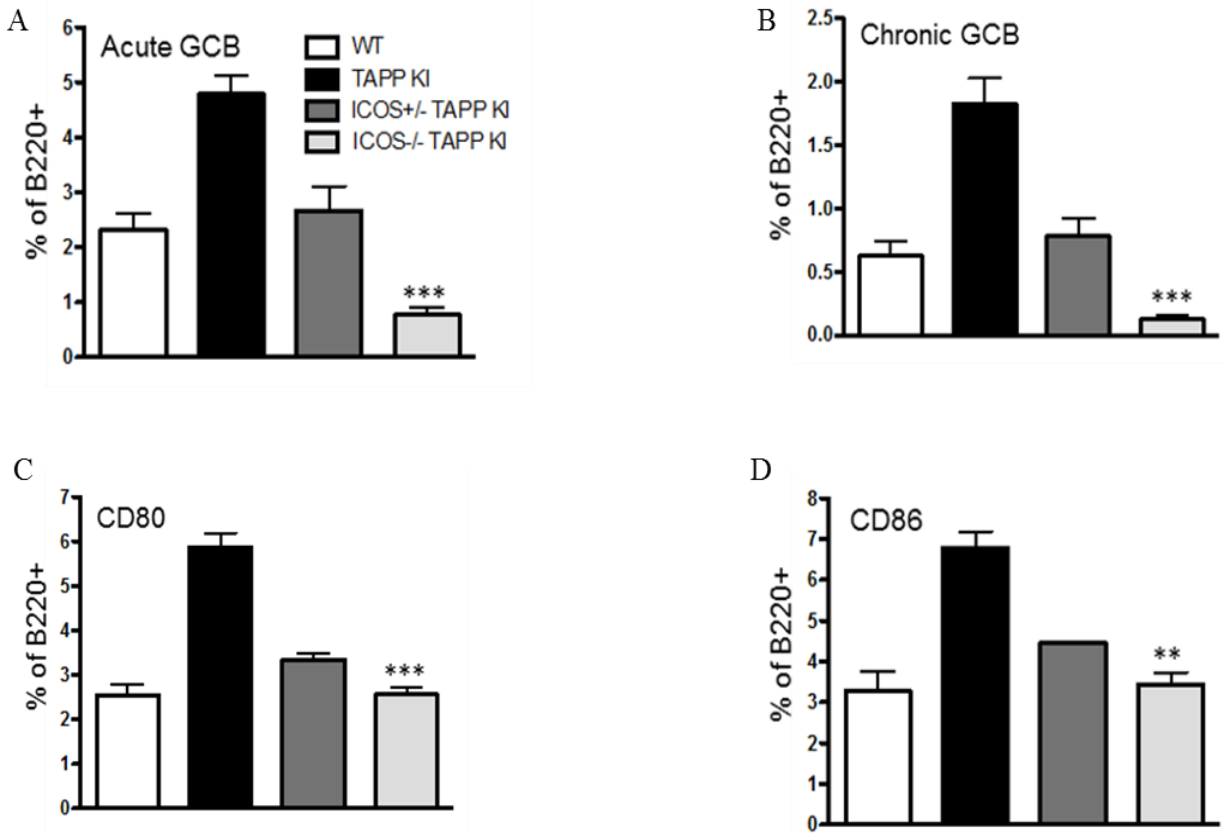 A
Acute GCB
WT
TAPP KI
ICOS+/- TAPP KI
ICOS-/- TAPP KI
% of B220+
6
5
4
3
2
1
0
***
B
Chronic GCB
% of B220+
2.5
2.0
1.5
1.0
0.5
0.0
***
C
CD80
% of B220+
7
6
5
4
3
2
1
0
***
D
CD86
% of B220+
8
7
6
5
4
3
2
1
0
**